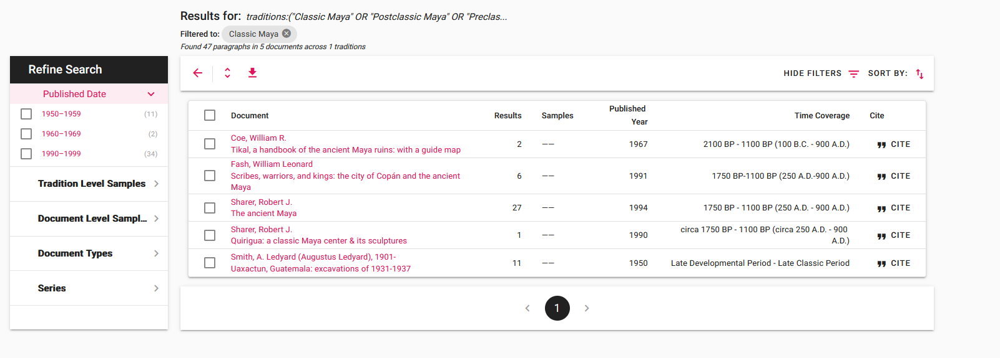 Results for: traditions:("Classic Maya" OR "Postclassic Maya" OR "Preclas...
Filtered to: Classic Maya
Found 47 paragraphs in 5 documents across 1 traditions
Refine Search
Published Date
1950–1959 (11)
1960–1969 (2)
1990–1999 (34)
Tradition Level Samples
Document Level Sampl...
Document Types
Series
HIDE FILTERS SORT BY:
Document Results Samples Published Year Time Coverage Cite
Coe, William R.
Tikal, a handbook of the ancient Maya ruins: with a guide map 2 —— 1967 2100 BP - 1100 BP (100 B.C. - 900 A.D.) CITE
Fash, William Leonard
Scribes, warriors, and kings: the city of Copán and the ancient
Maya 6 —— 1991 1750 BP-1100 BP (250 A.D.-900 A.D.) CITE
Sharer, Robert J.
The ancient Maya 27 —— 1994 1750 BP - 1100 BP (250 A.D. - 900 A.D.) CITE
Sharer, Robert J.
Quirigua: a classic Maya center & its sculptures 1 —— 1990 circa 1750 BP - 1100 BP (circa 250 A.D. - 900
A.D.) CITE
Smith, A. Ledyard (Augustus Ledyard), 1901-
Uaxactun, Guatemala: excavations of 1931-1937 11 —— 1950 Late Developmental Period - Late Classic Period CITE
1